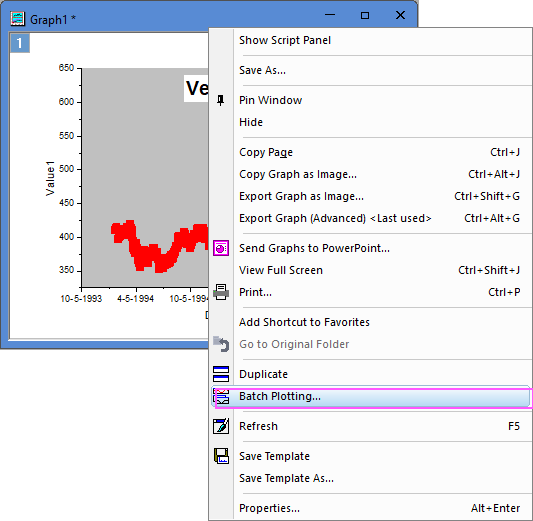 Graph1 *
1
Show Script Panel
Save As...
Pin Window
Hide
Copy Page Ctrl+J
Copy Graph as Image... Ctrl+Alt+J
Export Graph as Image... Ctrl+Shift+G
Export Graph (Advanced) <Last used> Ctrl+Alt+G
Send Graphs to PowerPoint...
View Full Screen Ctrl+Shift+J
Print... Ctrl+P
Add Shortcut to Favorites
Go to Original Folder
Duplicate
Batch Plotting...
Refresh F5
Save Template
Save Template As...
Properties... Alt+Enter
Ve
650
600
550
500
450
400
350
Value1
10-5-1993 4-5-1994 10-5-1994